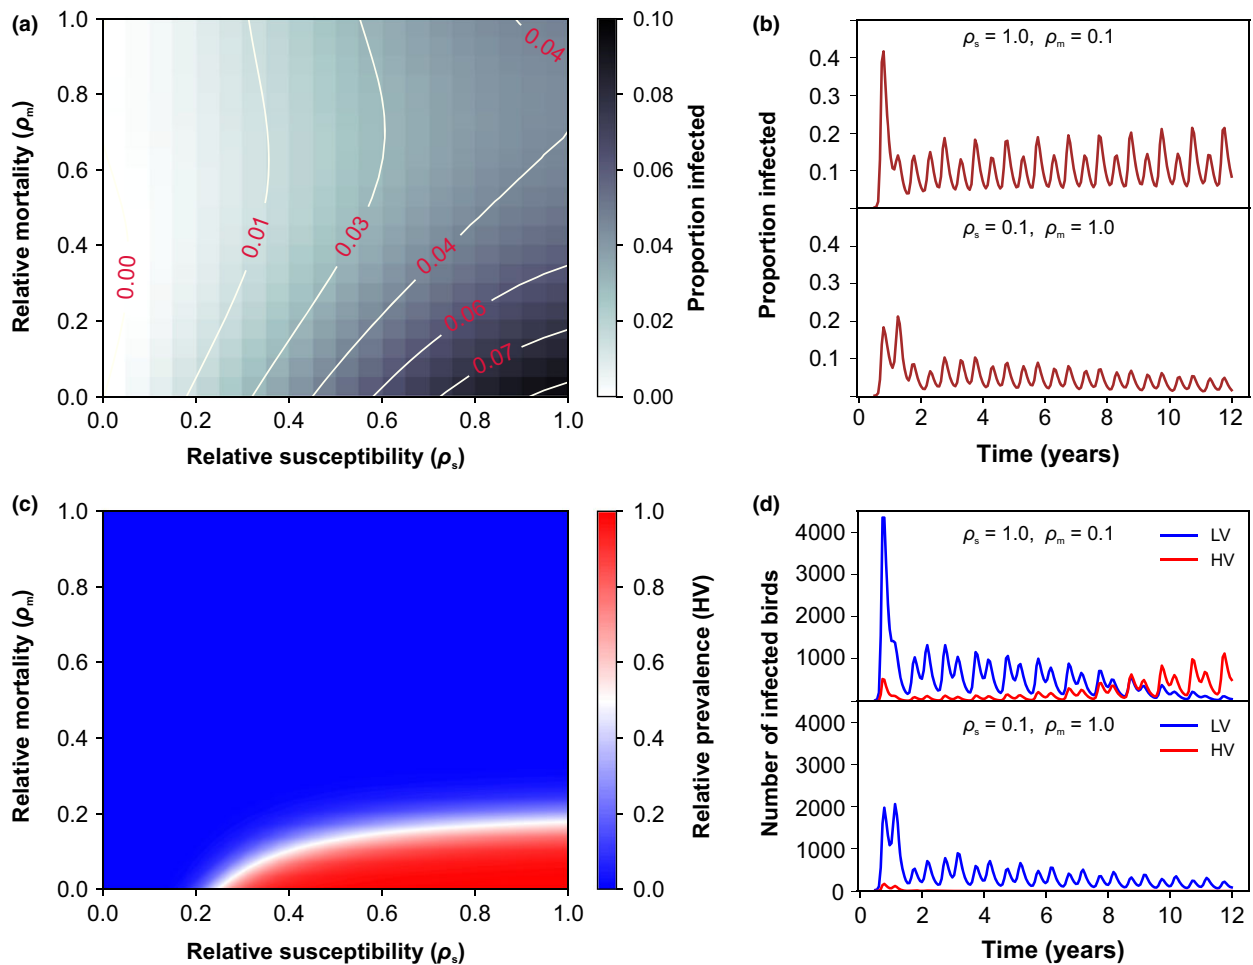 (a)
1.0
0.8
0.6
0.4
0.2
0.0
Relative mortality (ρm)
0.0 0.2 0.4 0.6 0.8 1.0
Relative susceptibility (ρs)
0.00
0.01
0.03
0.04
0.04
0.06
0.07
0.10
0.08
0.06
0.04
0.02
0.00
Proportion infected
(b)
ρs = 1.0, ρm = 0.1
0.4
0.3
0.2
0.1
Proportion infected
ρs = 0.1, ρm = 1.0
0.4
0.3
0.2
0.1
0 2 4 6 8 10 12
Time (years)
(c)
1.0
0.8
0.6
0.4
0.2
0.0
Relative mortality (ρm)
0.0 0.2 0.4 0.6 0.8 1.0
Relative susceptibility (ρs)
1.0
0.8
0.6
0.4
0.2
0.0
Relative prevalence (HV)
(d)
ρs = 1.0, ρm = 0.1
LV
HV
4000
3000
2000
1000
Number of infected birds
ρs = 0.1, ρm = 1.0
LV
HV
4000
3000
2000
1000
0
0 2 4 6 8 10 12
Time (years)